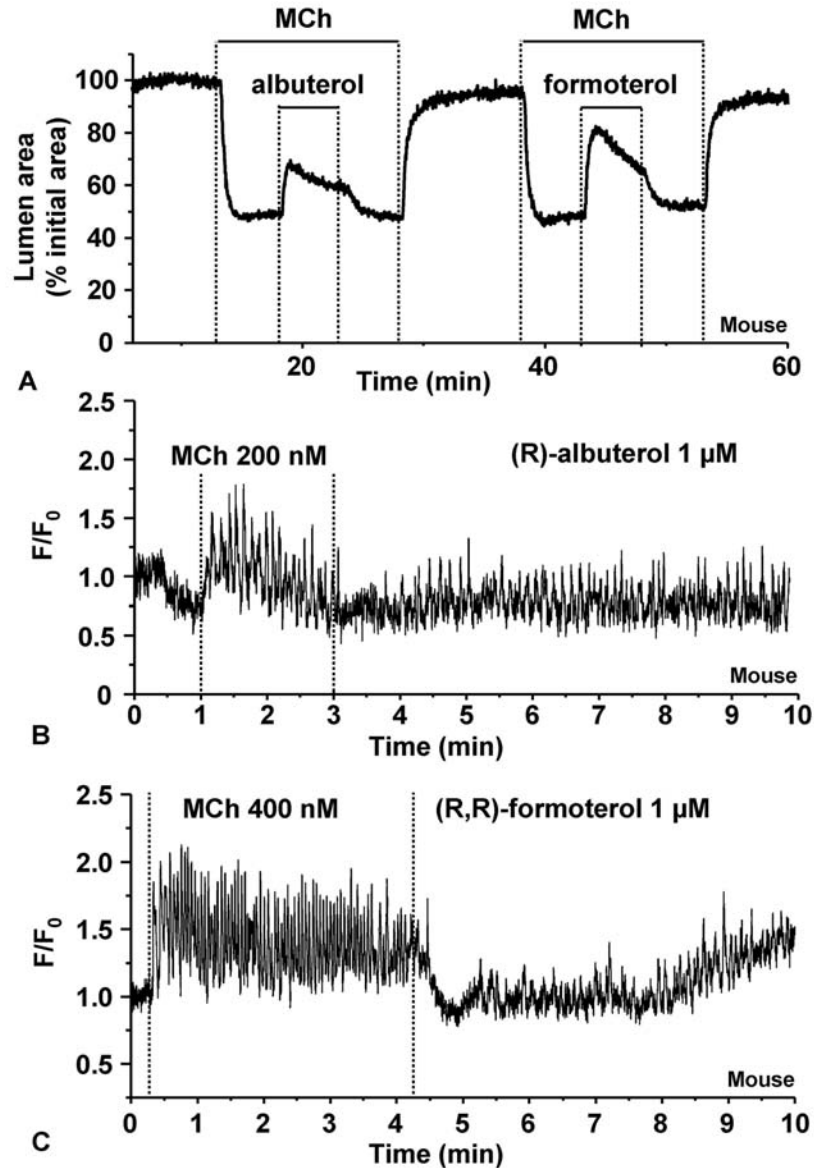 MCh MCh
albuterol formoterol
100
80
60
40
20
0
Lumen area
(% initial area)
Mouse
20 40 60
Time (min)
A
2.5
2.0
1.5
1.0
0.5
0
F/F0
MCh 200 nM (R)-albuterol 1 µM
Mouse
0 1 2 3 4 5 6 7 8 9 10
Time (min)
B
2.5
2.0
1.5
1.0
0.5
F/F0
MCh 400 nM (R,R)-formoterol 1 µM
Mouse
0 1 2 3 4 5 6 7 8 9 10
Time (min)
C